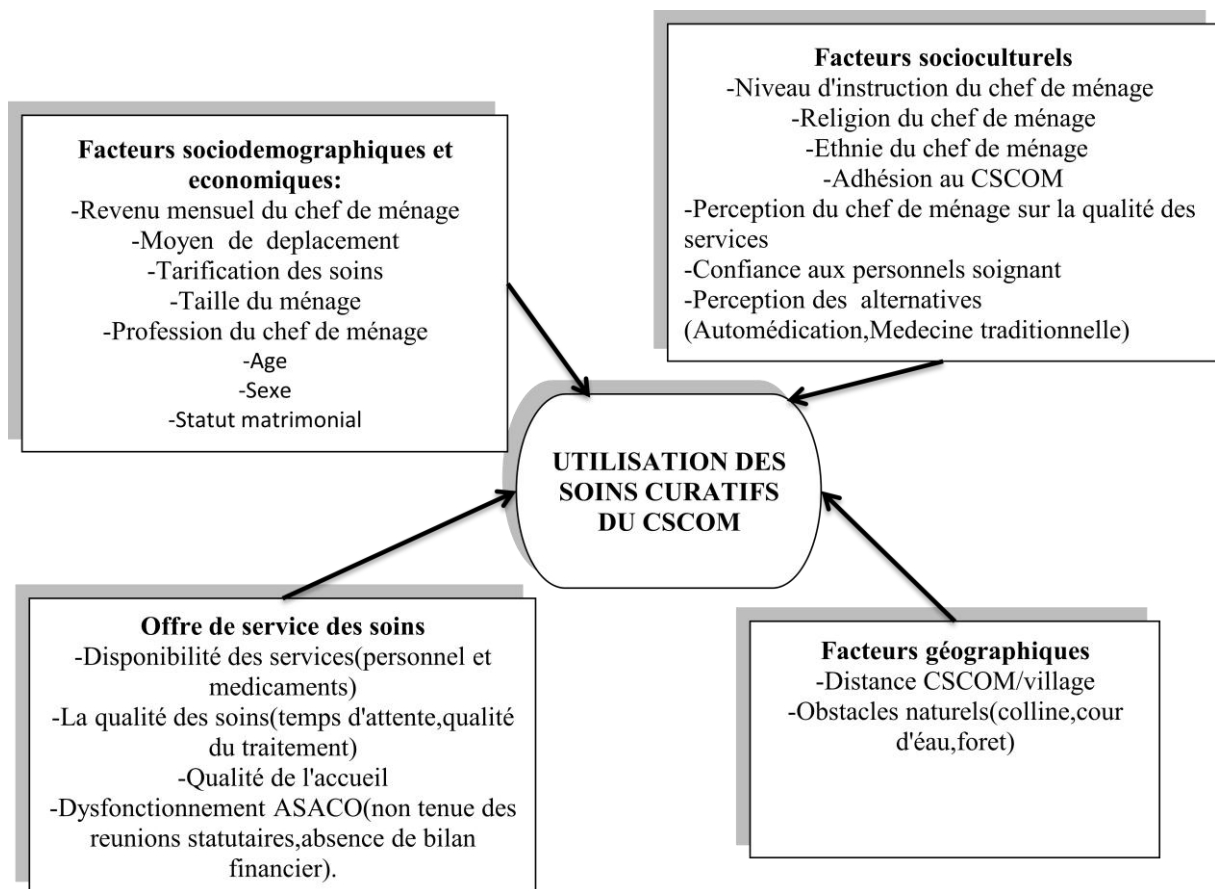 Facteurs sociodemographiques et
economiques:
-Revenu mensuel du chef de ménage
-Moyen de deplacement
-Tarification des soins
-Taille du ménage
-Profession du chef de ménage
-Age
-Sexe
-Statut matrimonial
Facteurs socioculturels
-Niveau d'instruction du chef de ménage
-Religion du chef de ménage
-Ethnie du chef de ménage
-Adhésion au CSCOM
-Perception du chef de ménage sur la qualité des
services
-Confiance aux personnels soignant
-Perception des alternatives
(Automédication,Medecine traditionnelle)
UTILISATION DES
SOINS CURATIFS
DU CSCOM
Offre de service des soins
-Disponibilité des services(personnel et
medicaments)
-La qualité des soins(temps d'attente,qualité
du traitement)
-Qualité de l'accueil
-Dysfonctionnement ASACO(non tenue des
reunions statutaires,absence de bilan
financier).
Facteurs géographiques
-Distance CSCOM/village
-Obstacles naturels(colline,cour
d'éau,foret)